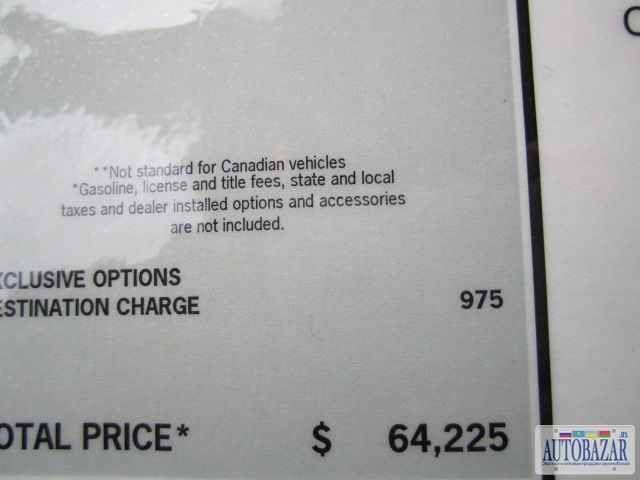 **Not standard for Canadian vehicles
*Gasoline, license and title fees, state and local
taxes and dealer installed options and accessories
are not included.
XCLUSIVE OPTIONS
ESTINATION CHARGE 975
OTAL PRICE* $ 64,225
AUTOBAZAR.US